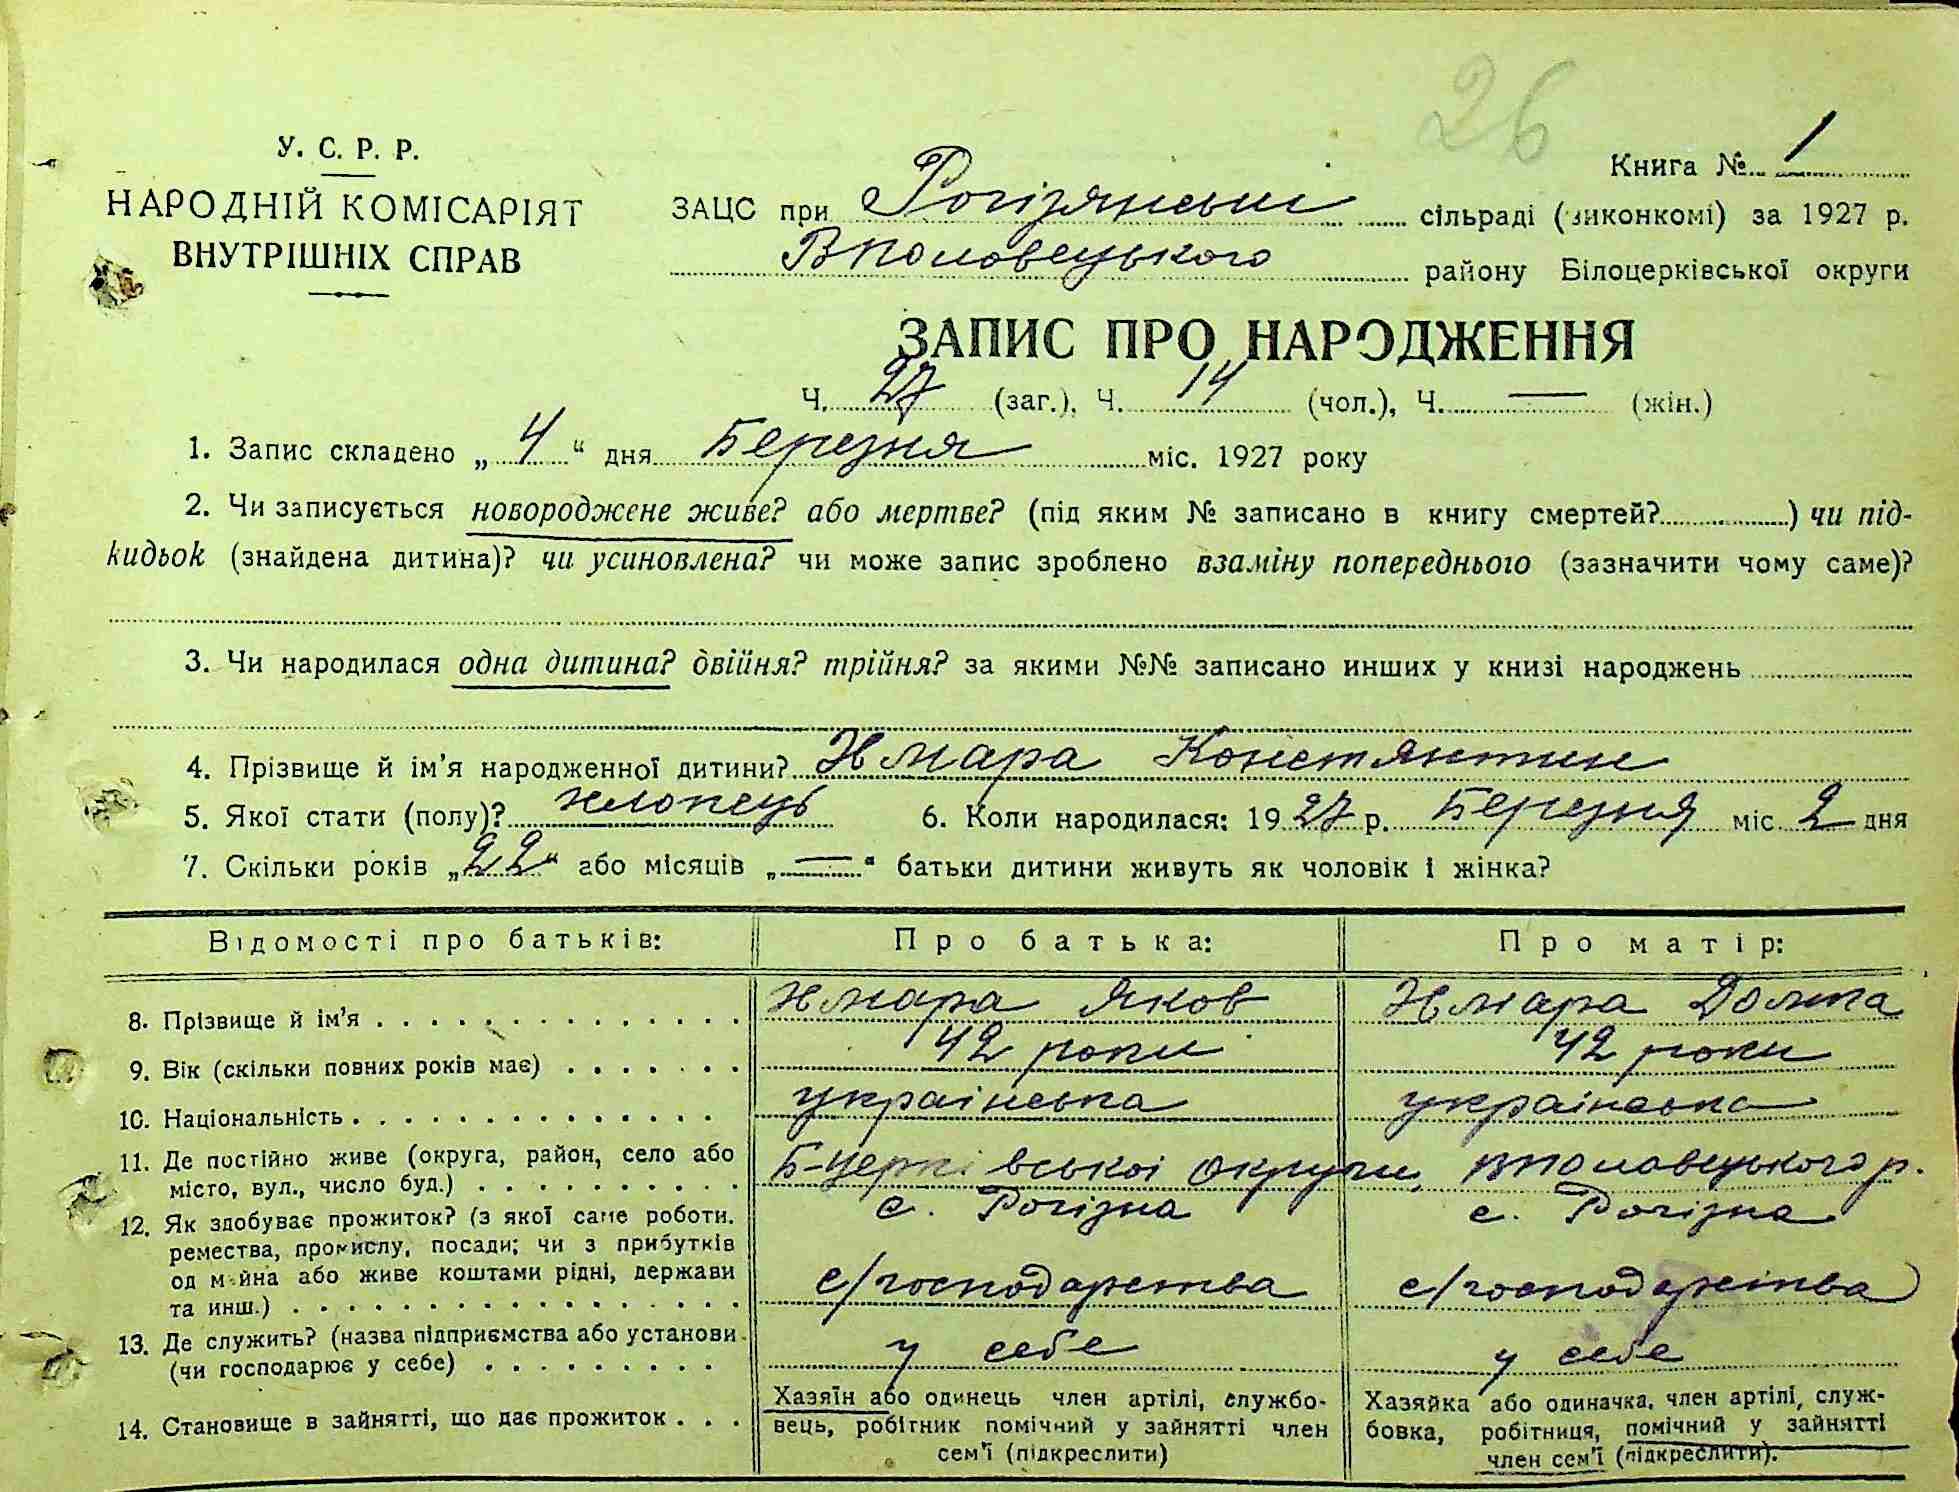 26
У. С. Р. Р.
Книга № 1
НАРОДНІЙ КОМІСАРІЯТ
ВНУТРІШНІХ СПРАВ
ЗАЦС при Рогізянській сільраді (виконкомі) за 1927 р.
Вполовецького району Білоцерківської округи
ЗАПИС ПРО НАРОДЖЕННЯ
Ч. 27 (заг.), Ч. 14 (чол.), Ч. — (жін.)
1. Запис складено „ 4 “ дня Березня міс. 1927 року
2. Чи записується новороджене живе? або мертве? (під яким № записано в книгу смертей?) чи під-
кидьок (знайдена дитина)? чи усиновлена? чи може запис зроблено взаміну попереднього (зазначити чому саме)?
3. Чи народилася одна дитина? двійня? трійня? за якими №№ записано инших у книзі народжень
4. Прізвище й ім’я народженної дитини? Хмара Констянтин
5. Якої стати (полу)? хлопець 6. Коли народилася: 1927 р. Березня міс 2 дня
7. Скільки років „22“ або місяців „—“ батьки дитини живуть як чоловік і жінка?
Відомості про батьків: Про батька: Про матір:
8. Прізвище й ім’я Хмара Яков Хмара Домка
9. Вік (скільки повних років має) 42 роки 42 роки
10. Національність українська українська
11. Де постійно живе (округа, район, село або
місто, вул., число буд.) Б-церківської округи, Вполовецького р.
с. Рогізна с. Рогізна
12. Як здобуває прожиток? (з якої саме роботи,
ремества, промислу, посади; чи з прибутків
од майна або живе коштами рідні, держави
та инш.) с/господарства с/господарства
13. Де служить? (назва підприємства або установи
(чи господарює у себе) у себе у себе
14. Становище в зайнятті, що дає прожиток
Хазяїн або одинець член артілі, службо-
вець, робітник помічний у зайнятті член
сем’ї (підкреслити)
Хазяйка або одиначка, член артілі, служ-
бовка, робітниця, помічний у зайнятті
член сем’ї (підкреслити).